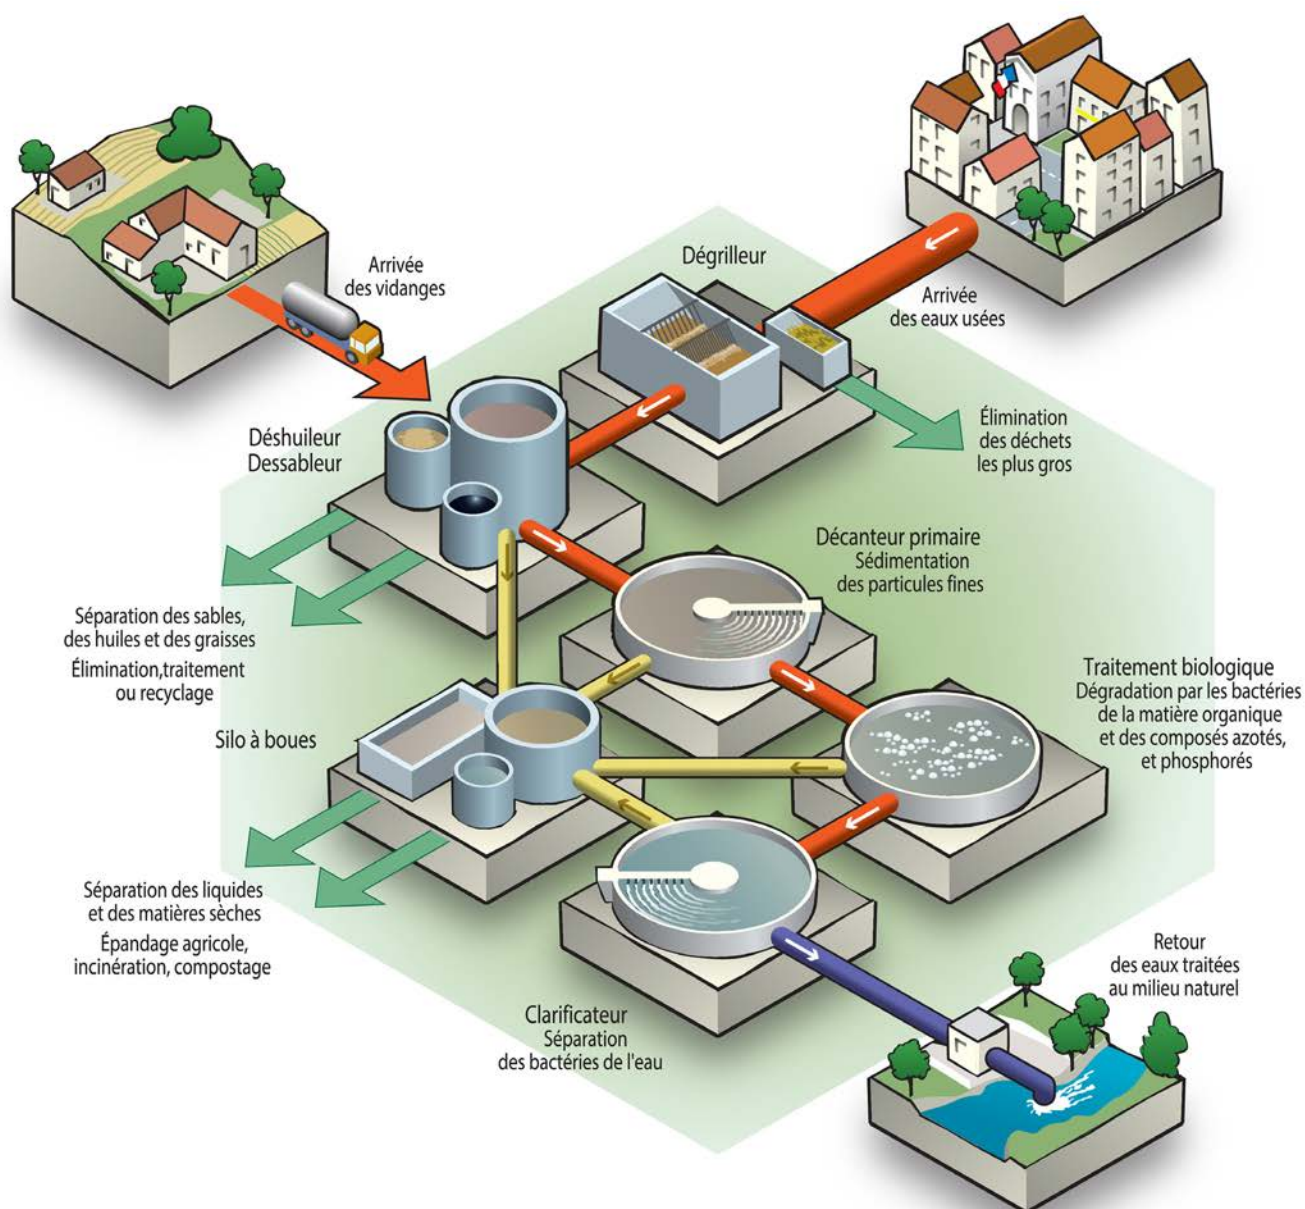 Arrivée
des vidanges
Dégrilleur
Arrivée
des eaux usées
Élimination
des déchets
les plus gros
Déshuileur
Dessableur
Séparation des sables,
des huiles et des graisses
Élimination,traitement
ou recyclage
Décanteur primaire
Sédimentation
des particules fines
Traitement biologique
Dégradation par les bactéries
de la matière organique
et des composés azotés,
et phosphorés
Silo à boues
Séparation des liquides
et des matières sèches
Épandage agricole,
incinération, compostage
Clarificateur
Séparation
des bactéries de l'eau
Retour
des eaux traitées
au milieu naturel